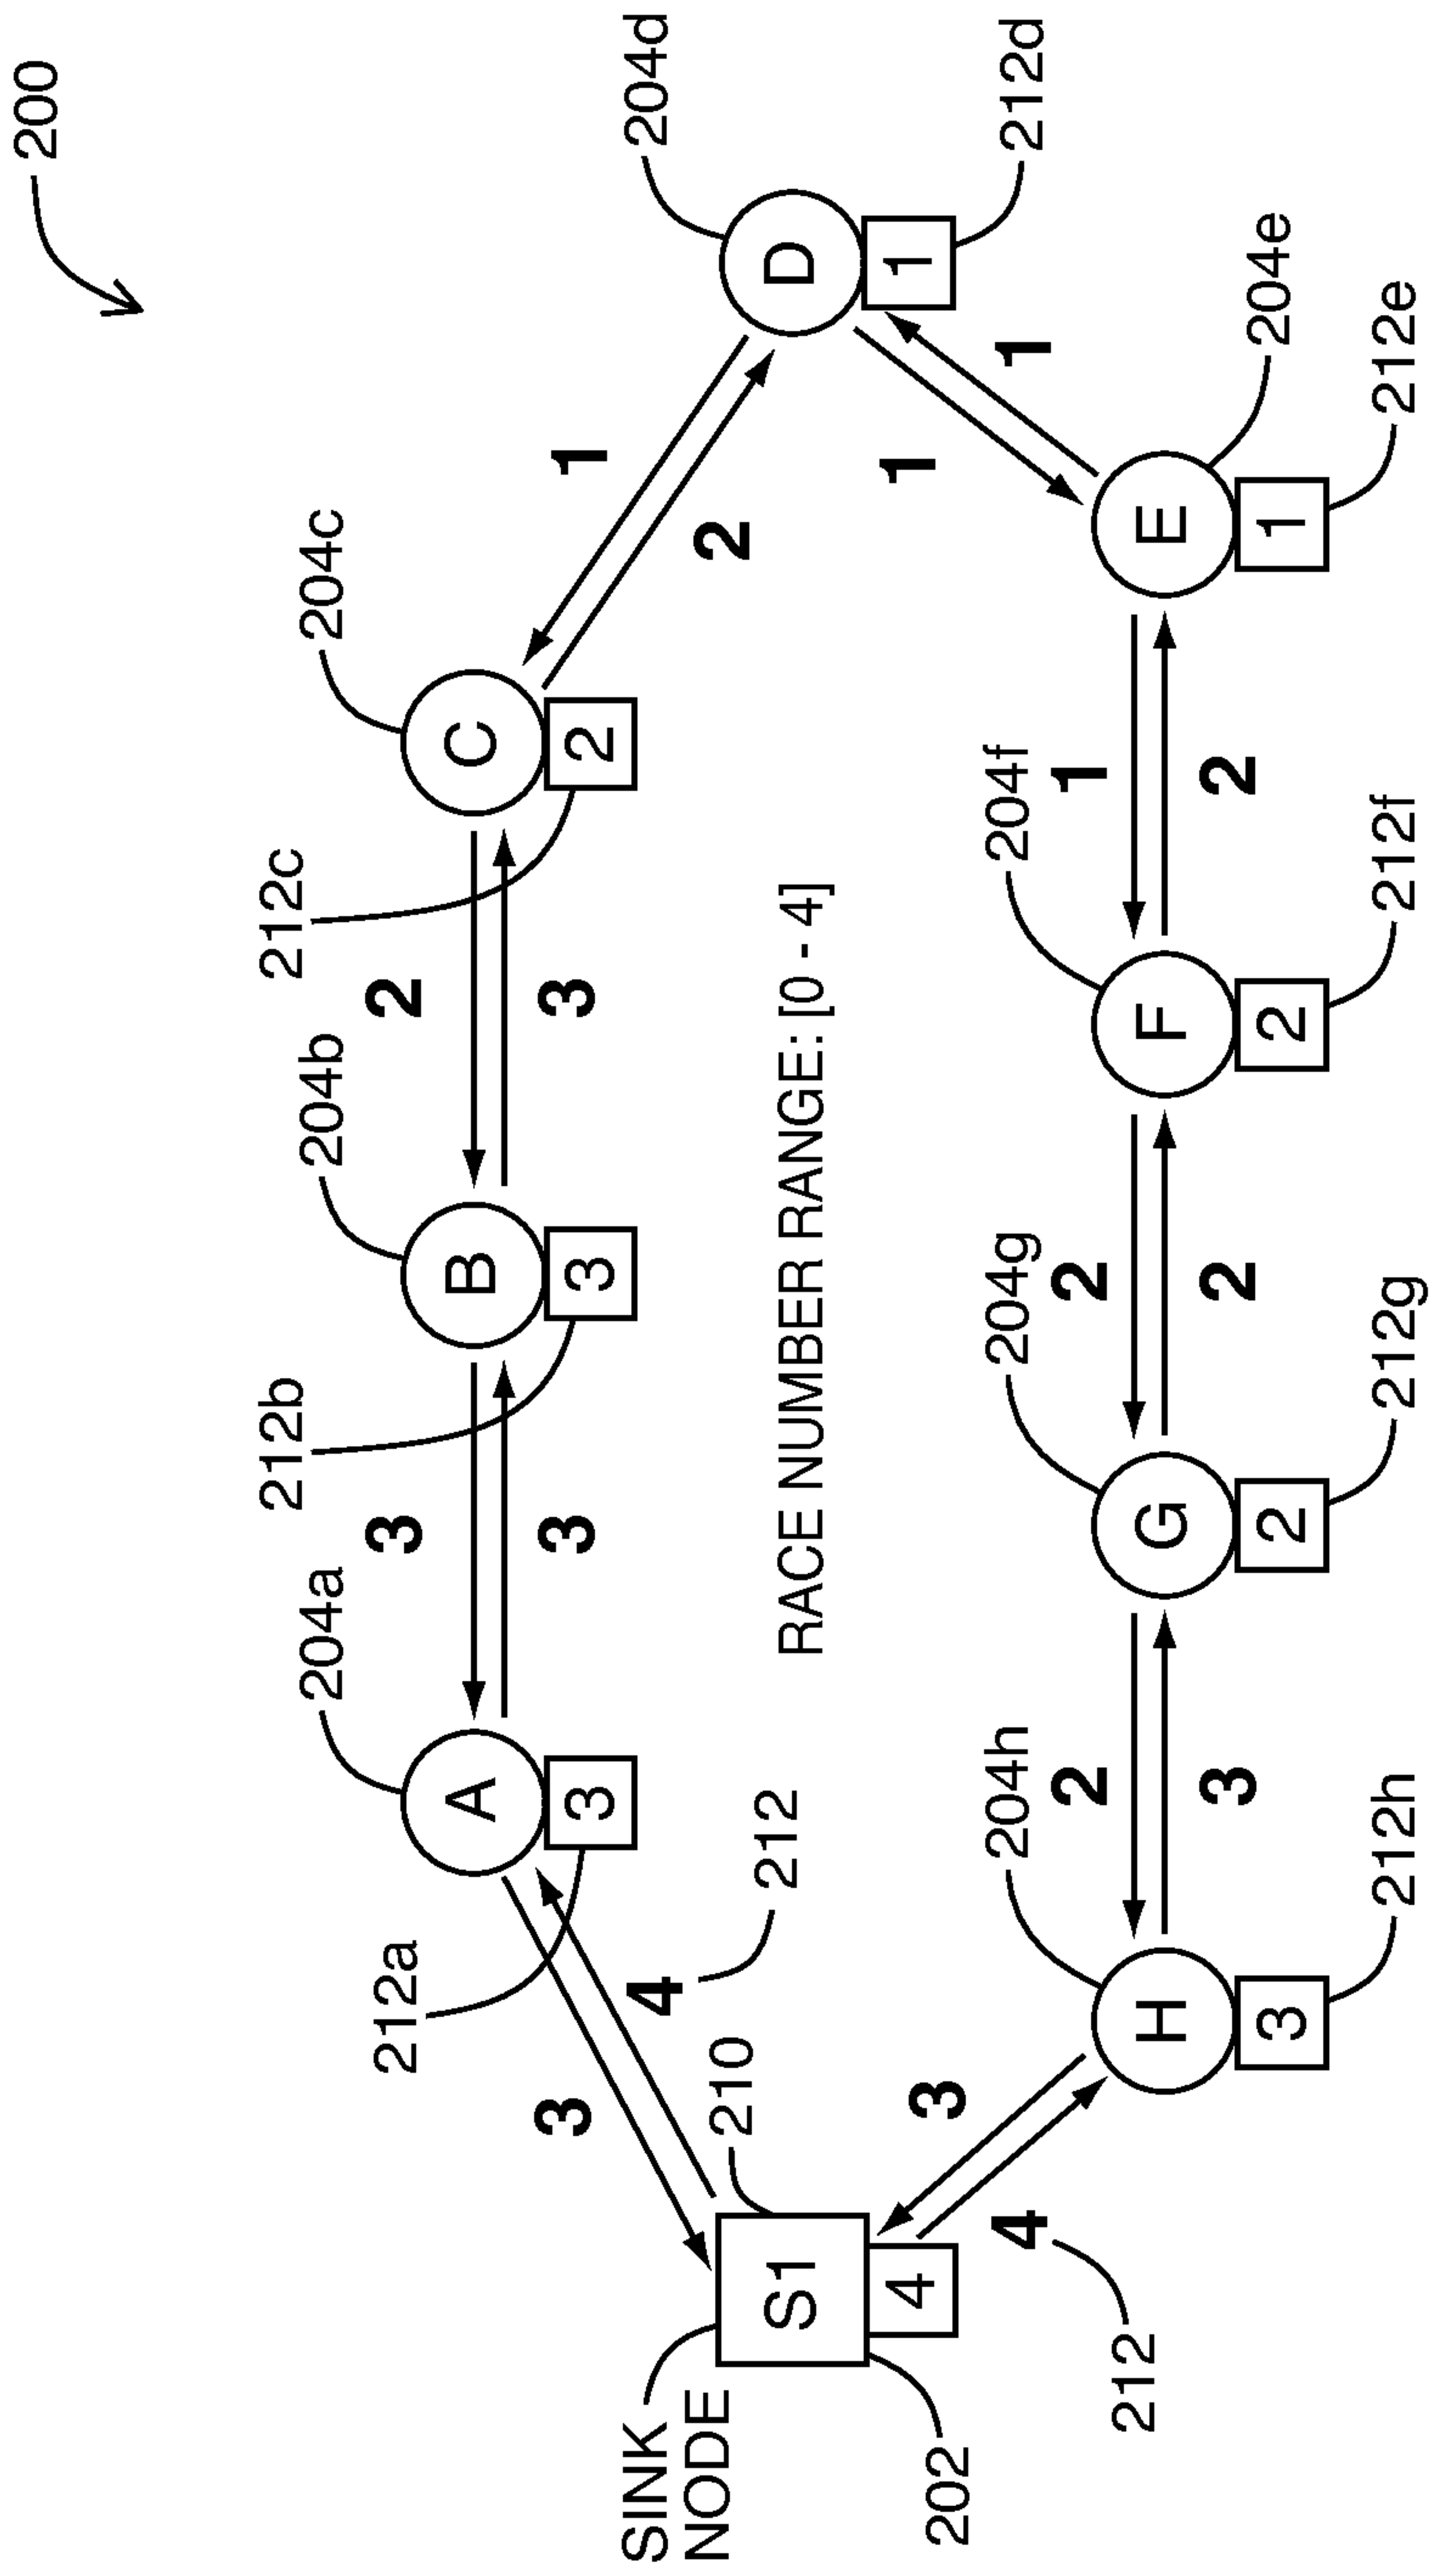 200
204a
204b
204c
204d
A
B
C
D
3
3
2
1
212a
212b
212c
212d
3
4
212
3
3
2
3
1
2
SINK
NODE
S1
4
210
202
RACE NUMBER RANGE: [0 - 4]
3
4
212
204h
204g
204f
204e
H
G
F
E
3
2
2
1
212h
212g
212f
212e
2
3
2
2
1
2
1
1